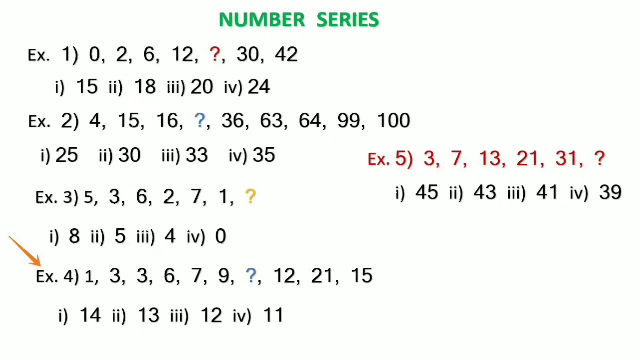 NUMBER SERIES
Ex. 1) 0, 2, 6, 12, ?, 30, 42
i) 15 ii) 18 iii) 20 iv) 24
Ex. 2) 4, 15, 16, ?, 36, 63, 64, 99, 100
i) 25 ii) 30 iii) 33 iv) 35
Ex. 3) 5, 3, 6, 2, 7, 1, ?
i) 8 ii) 5 iii) 4 iv) 0
Ex. 4) 1, 3, 3, 6, 7, 9, ?, 12, 21, 15
i) 14 ii) 13 iii) 12 iv) 11
Ex. 5) 3, 7, 13, 21, 31, ?
i) 45 ii) 43 iii) 41 iv) 39